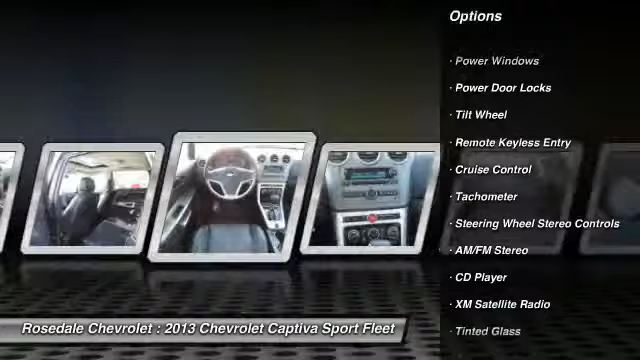 Options
· Power Windows
· Power Door Locks
· Tilt Wheel
· Remote Keyless Entry
· Cruise Control
· Tachometer
· Steering Wheel Stereo Controls
· AM/FM Stereo
· CD Player
· XM Satellite Radio
· Tinted Glass
Rosedale Chevrolet : 2013 Chevrolet Captiva Sport Fleet